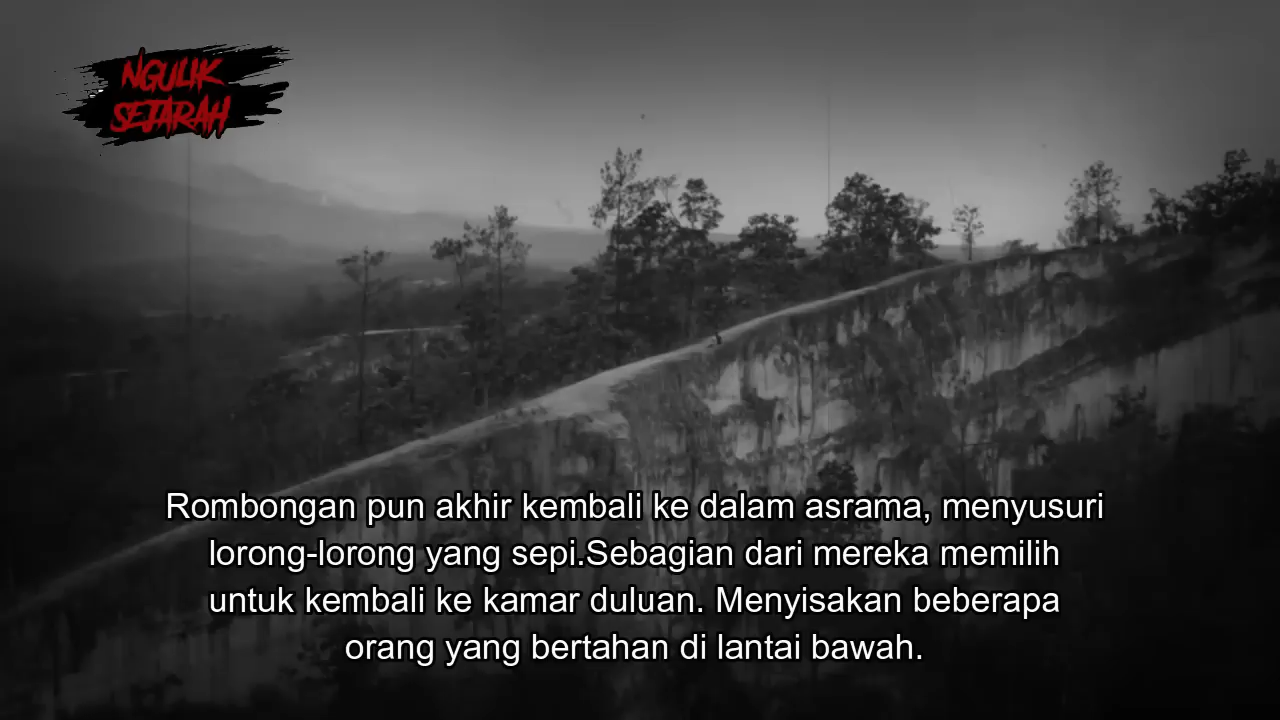 NGULIK
SEJARAH
Rombongan pun akhir kembali ke dalam asrama, menyusuri
lorong-lorong yang sepi.Sebagian dari mereka memilih
untuk kembali ke kamar duluan. Menyisakan beberapa
orang yang bertahan di lantai bawah.